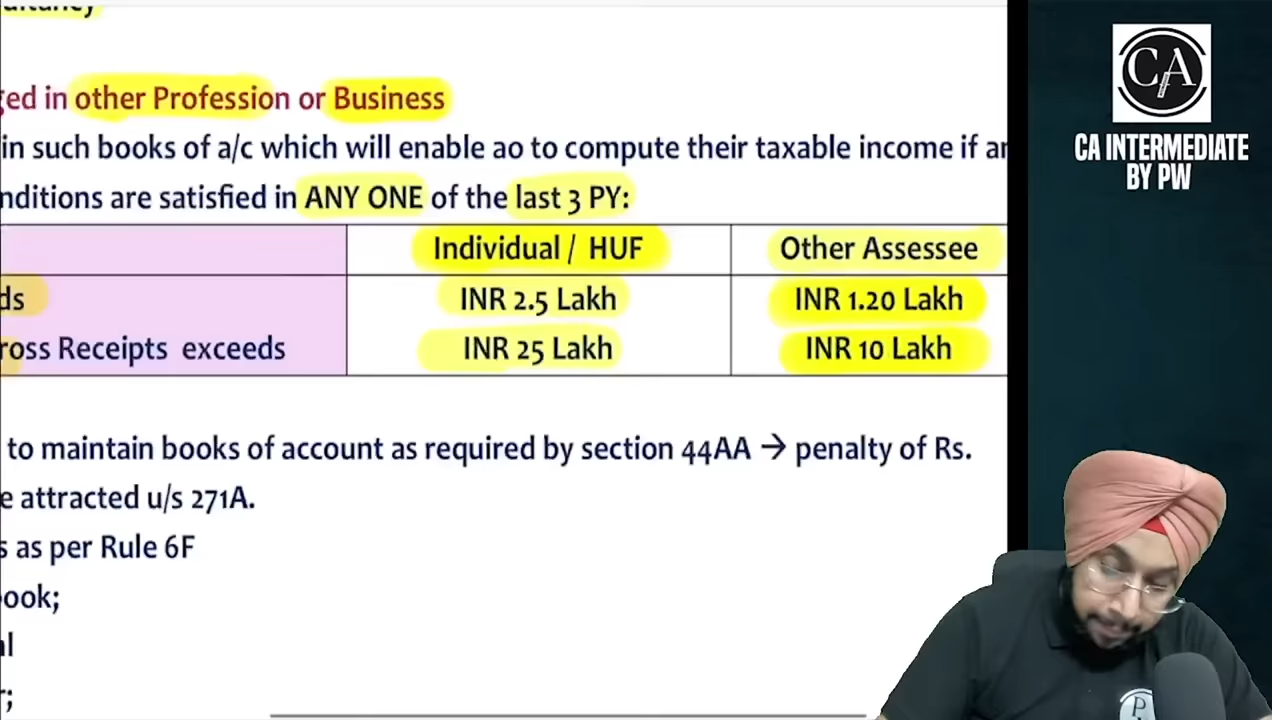 ged in other Profession or Business
in such books of a/c which will enable ao to compute their taxable income if
nditions are satisfied in ANY ONE of the last 3 PY:
Individual / HUF Other Assessee
ds INR 2.5 Lakh INR 1.20 Lakh
ross Receipts exceeds INR 25 Lakh INR 10 Lakh
to maintain books of account as required by section 44AA → penalty of Rs.
e attracted u/s 271A.
s as per Rule 6F
ook;
CA
CA INTERMEDIATE
BY PW
P